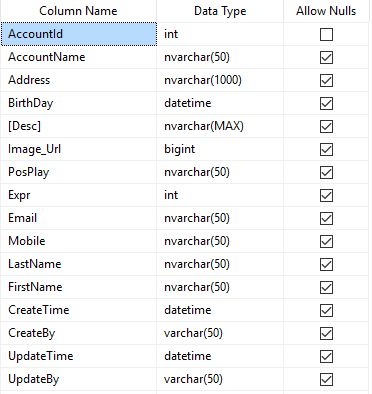 Column Name Data Type Allow Nulls
AccountId int
AccountName nvarchar(50)
Address nvarchar(1000)
BirthDay datetime
[Desc] nvarchar(MAX)
Image_Url bigint
PosPlay nvarchar(50)
Expr int
Email nvarchar(50)
Mobile nvarchar(50)
LastName nvarchar(50)
FirstName nvarchar(50)
CreateTime datetime
CreateBy varchar(50)
UpdateTime datetime
UpdateBy varchar(50)